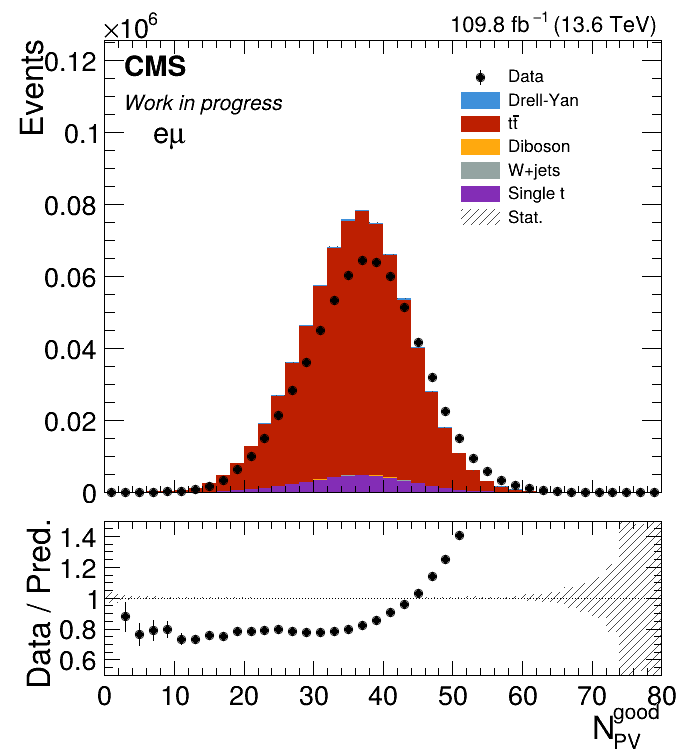 ×10⁶
109.8 fb⁻¹ (13.6 TeV)
Events
0.12
0.1
0.08
0.06
0.04
0.02
0
CMS
Work in progress
eμ
Data
Drell-Yan
tt̄
Diboson
W+jets
Single t
Stat.
Data / Pred.
1.4
1.2
1
0.8
0.6
0 10 20 30 40 50 60 70 80
N_PV^good